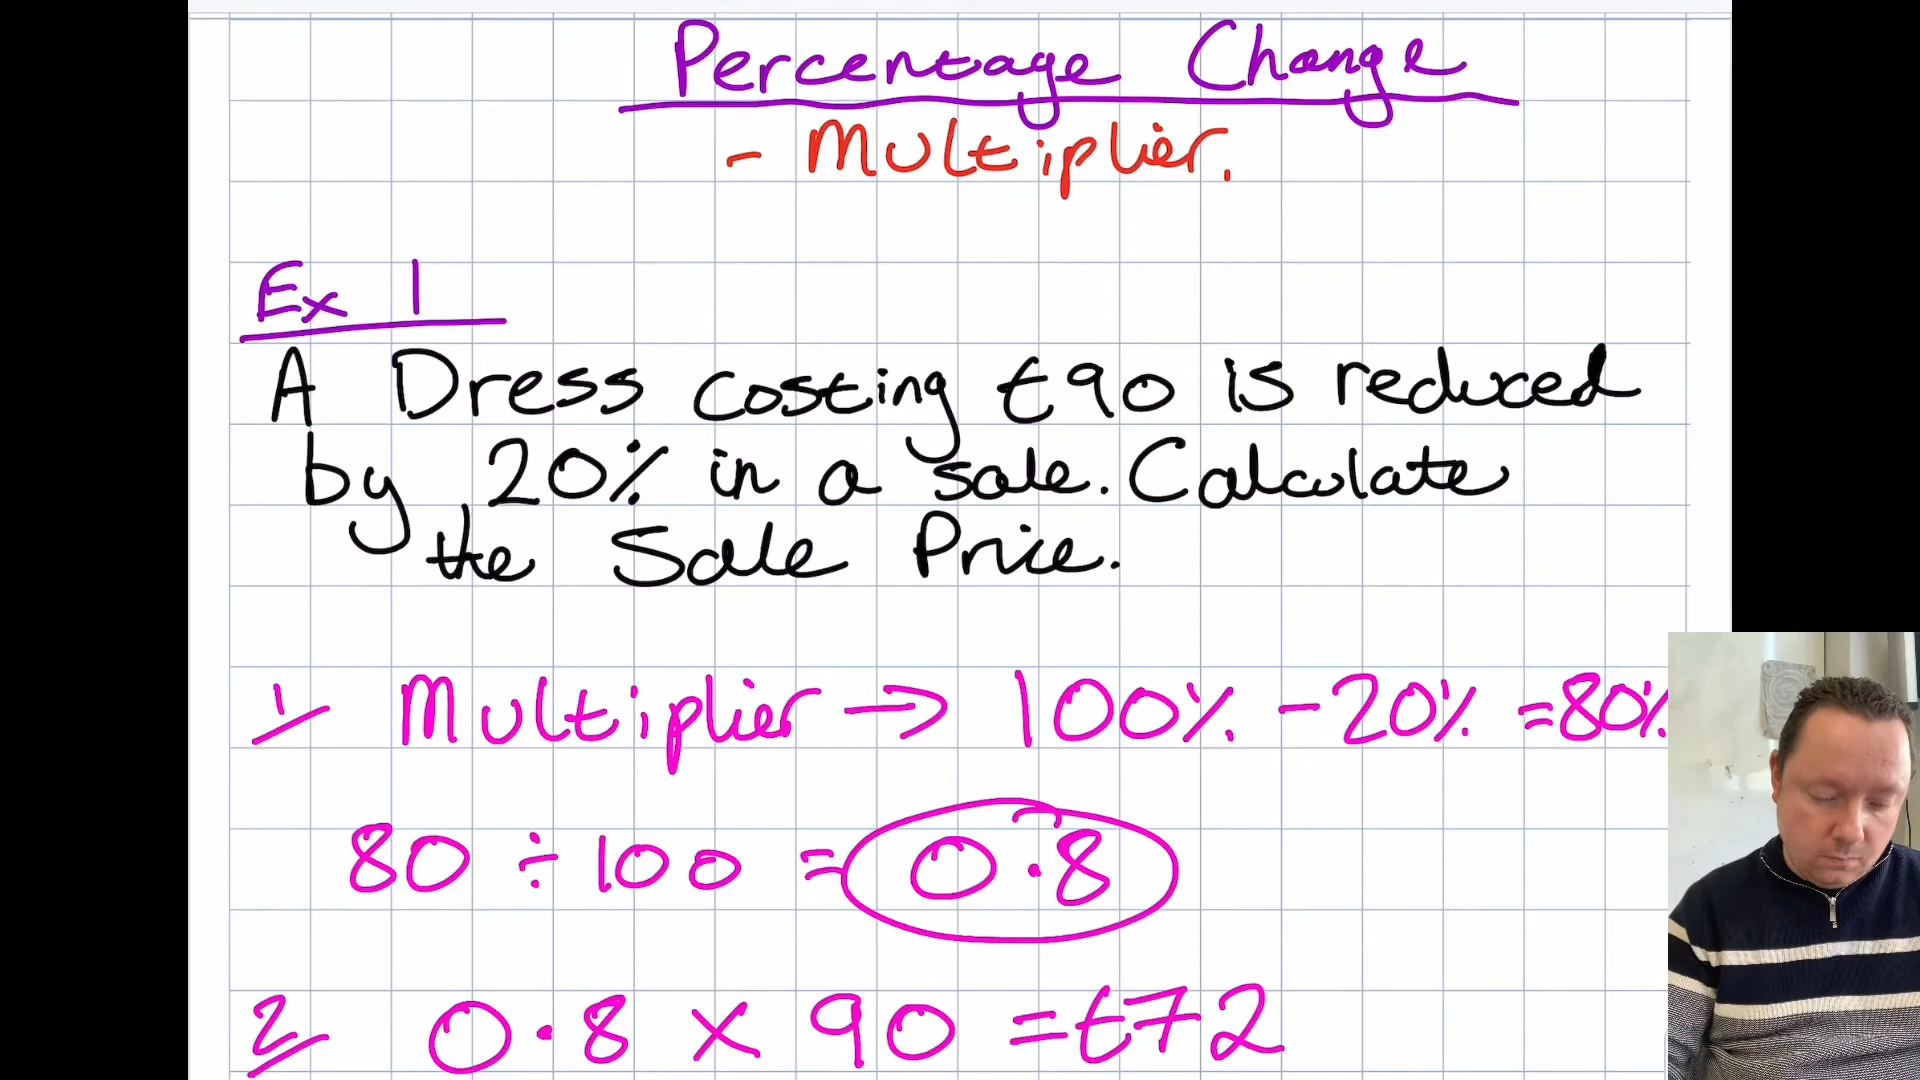 Percentage Change
- Multiplier.
Ex 1
A Dress costing £90 is reduced
by 20% in a sale. Calculate
the Sale Price.
1/ Multiplier → 100% - 20% = 80%
80 ÷ 100 = 0.8
2/ 0.8 x 90 = £72